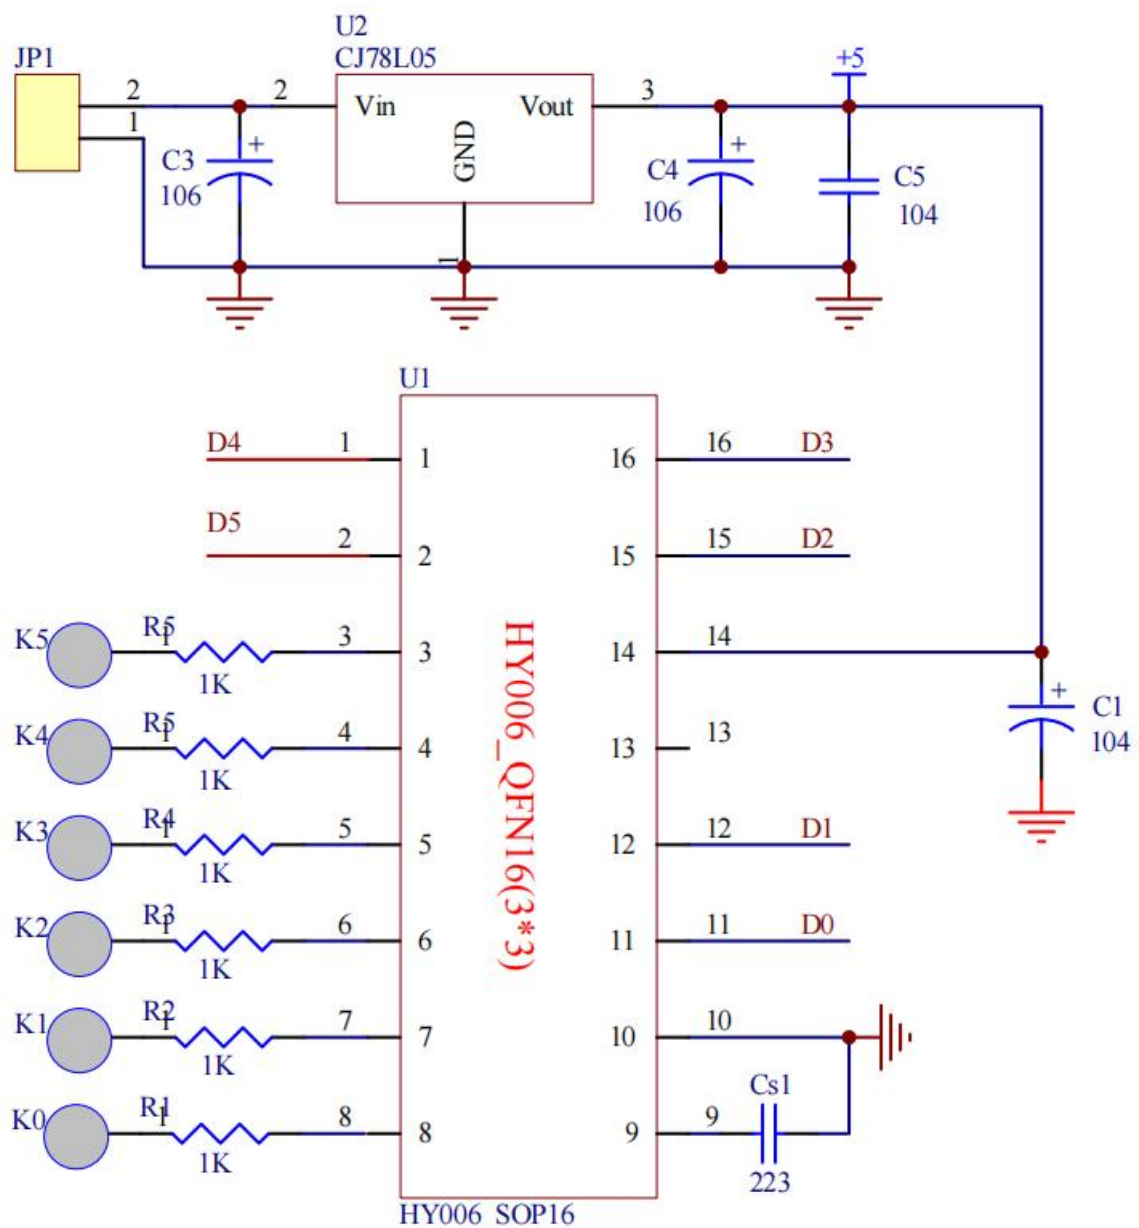 U2
JP1
CJ78L05
+5
2
2
Vin
Vout
3
1
GND
C3
106
+
C4
106
+
C5
104
1
U1
D4
1
1
16
16
D3
D5
2
2
15
15
D2
K5
R5
1
1K
3
3
14
14
K4
R5
1
1K
4
4
13
13
+
C1
104
K3
R4
1
1K
5
5
12
12
D1
K2
R3
1
1K
6
6
11
11
D0
K1
R2
1
1K
7
7
10
10
K0
R1
1
1K
8
8
9
9
Cs1
223
HY006_QFN16(3*3)
HY006 SOP16